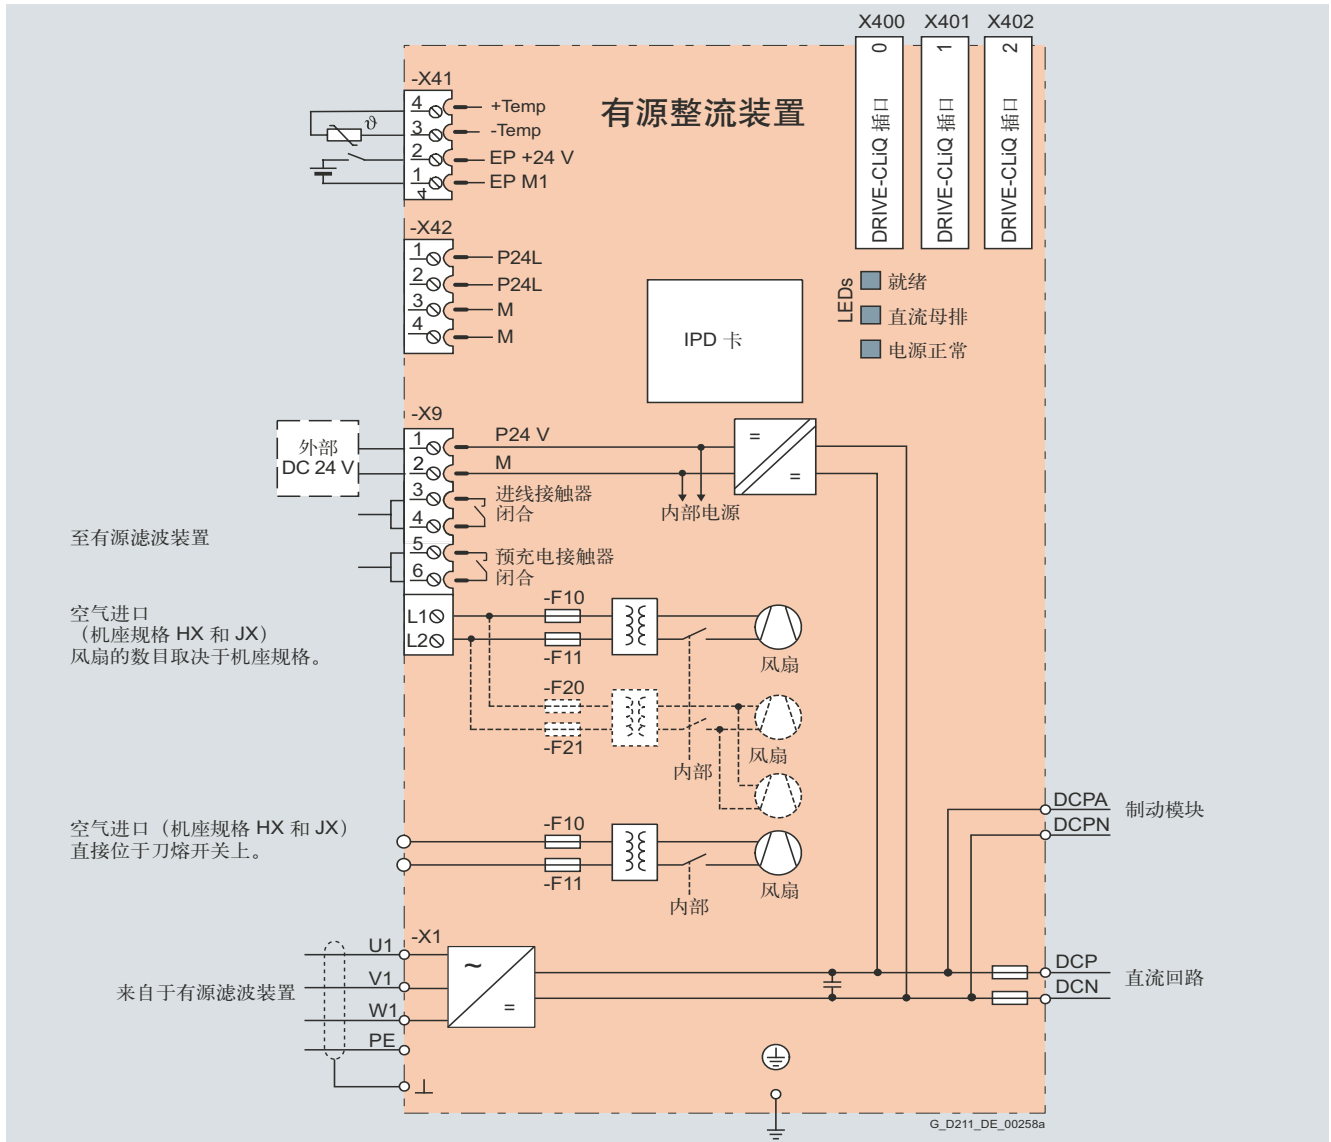 X400
X401
X402
0
1
2
DRIVE-CLiQ 插口
DRIVE-CLiQ 插口
DRIVE-CLiQ 插口
有源整流装置
-X41
4
+Temp
3
-Temp
ϑ
2
EP +24 V
1
EP M1
4
-X42
1
P24L
2
P24L
3
M
4
M
LEDs
就绪
直流母排
电源正常
IPD 卡
-X9
外部
DC 24 V
1
P24 V
2
M
=
=
3
进线接触器
闭合
4
内部电源
至有源滤波装置
5
预充电接触器
闭合
6
空气进口
（机座规格 HX 和 JX）
风扇的数目取决于机座规格。
L1
L2
-F10
-F11
风扇
-F20
-F21
风扇
内部
DCPA
制动模块
DCPN
空气进口（机座规格 HX 和 JX）
直接位于刀熔开关上。
-F10
-F11
风扇
内部
-X1
U1
V1
来自于有源滤波装置
W1
PE
~
=
DCP
直流回路
DCN
G_D211_DE_00258a